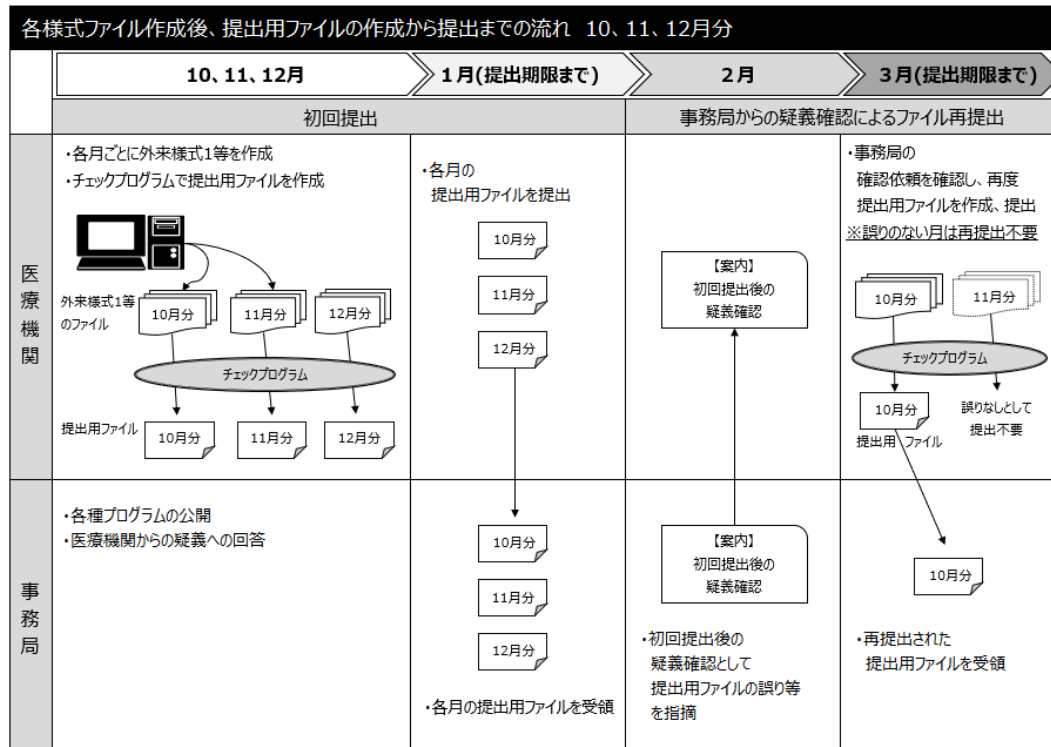 各様式ファイル作成後、提出用ファイルの作成から提出までの流れ 10、11、12月分
10、11、12月
1月(提出期限まで)
2月
3月(提出期限まで)
初回提出
事務局からの疑義確認によるファイル再提出
医療機関
・各月ごとに外来様式1等を作成
・チェックプログラムで提出用ファイルを作成
外来様式1等
のファイル
10月分
11月分
12月分
チェックプログラム
提出用ファイル
10月分
11月分
12月分
・各月の
提出用ファイルを提出
10月分
11月分
12月分
【案内】
初回提出後の
疑義確認
・事務局の
確認依頼を確認し、再度
提出用ファイルを作成、提出
※誤りのない月は再提出不要
10月分
11月分
チェックプログラム
10月分
提出用 ファイル
誤りなしとして
提出不要
事務局
・各種プログラムの公開
・医療機関からの疑義への回答
10月分
11月分
12月分
・各月の提出用ファイルを受領
【案内】
初回提出後の
疑義確認
・初回提出後の
疑義確認として
提出用ファイルの誤り等
を指摘
10月分
・再提出された
提出用ファイルを受領